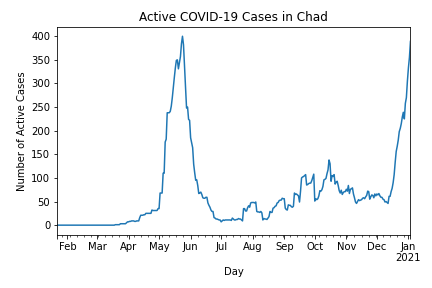 Active COVID-19 Cases in Chad
400
350
300
250
200
150
100
50
0
Number of Active Cases
Feb Mar Apr May Jun Jul Aug Sep Oct Nov Dec Jan
2021
Day